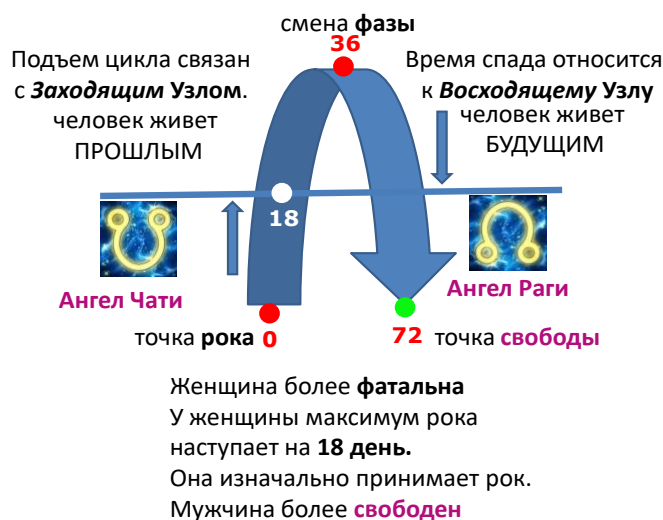 смена фазы
36
Подъем цикла связан
с Заходящим Узлом.
человек живет
ПРОШЛЫМ
Время спада относится
к Восходящему Узлу
человек живет
БУДУЩИМ
18
Ангел Чати
Ангел Раги
точка рока 0
72 точка свободы
Женщина более фатальна
У женщины максимум рока
наступает на 18 день.
Она изначально принимает рок.
Мужчина более свободен